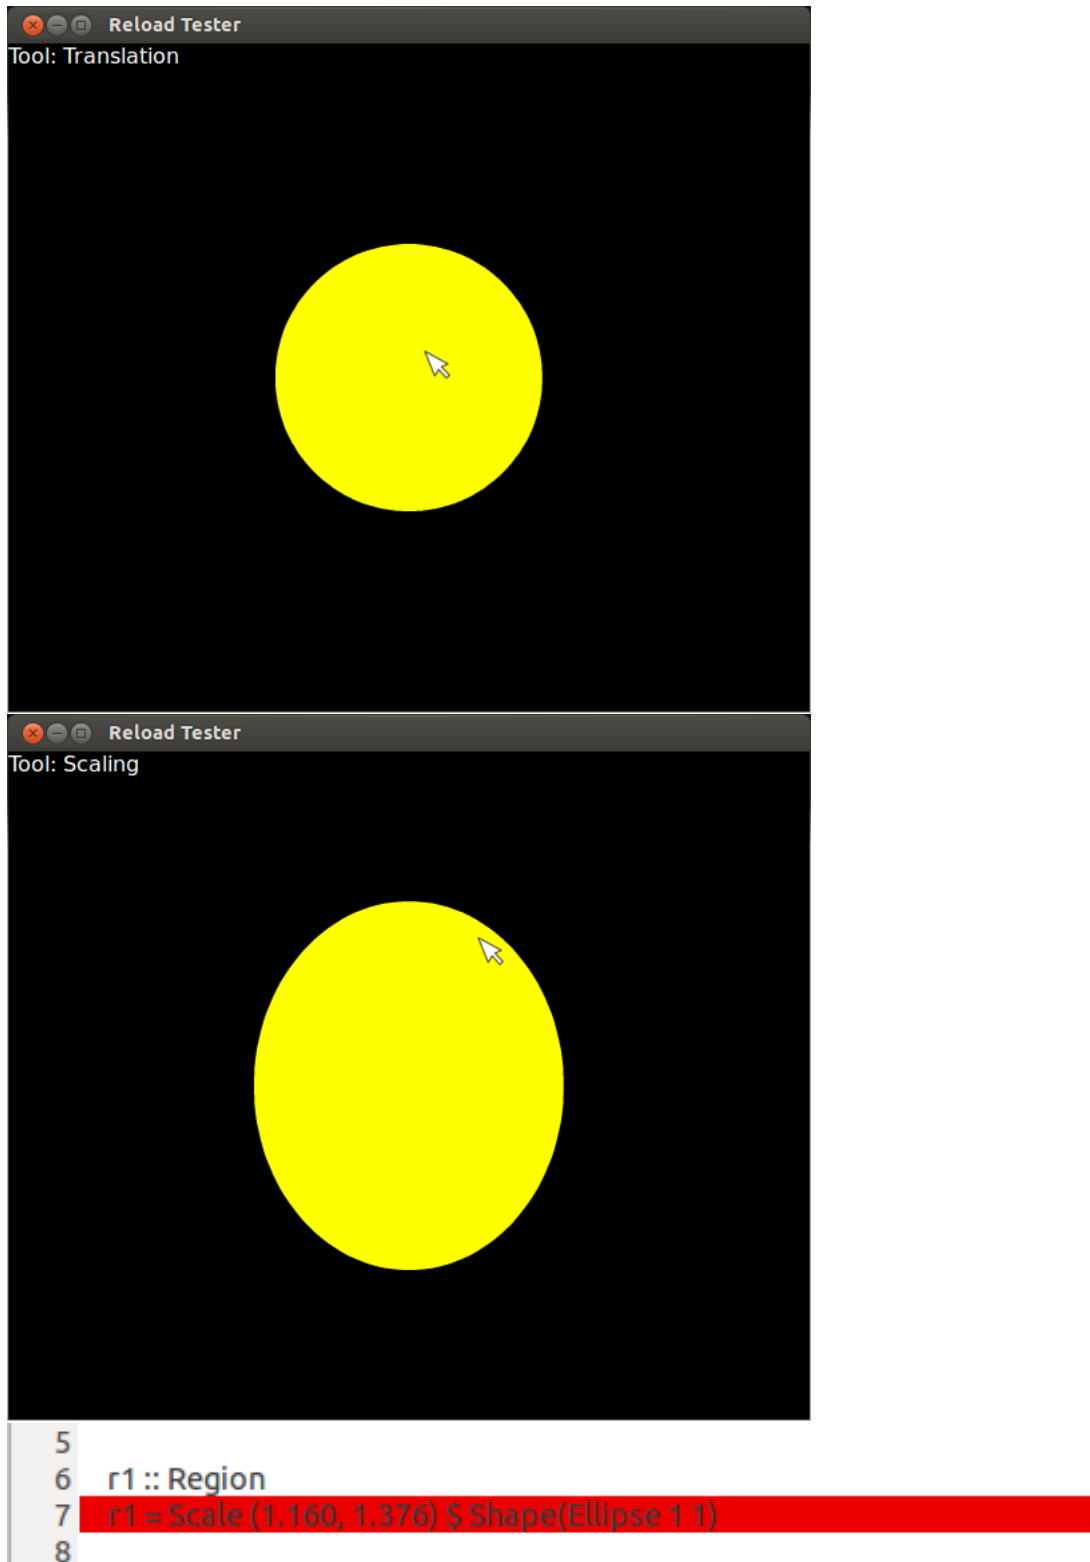 Reload Tester
Tool: Translation
Reload Tester
Tool: Scaling
5
6 r1 :: Region
7 r1 = Scale (1.160, 1.376) $ Shape(Ellipse 1 1)
8